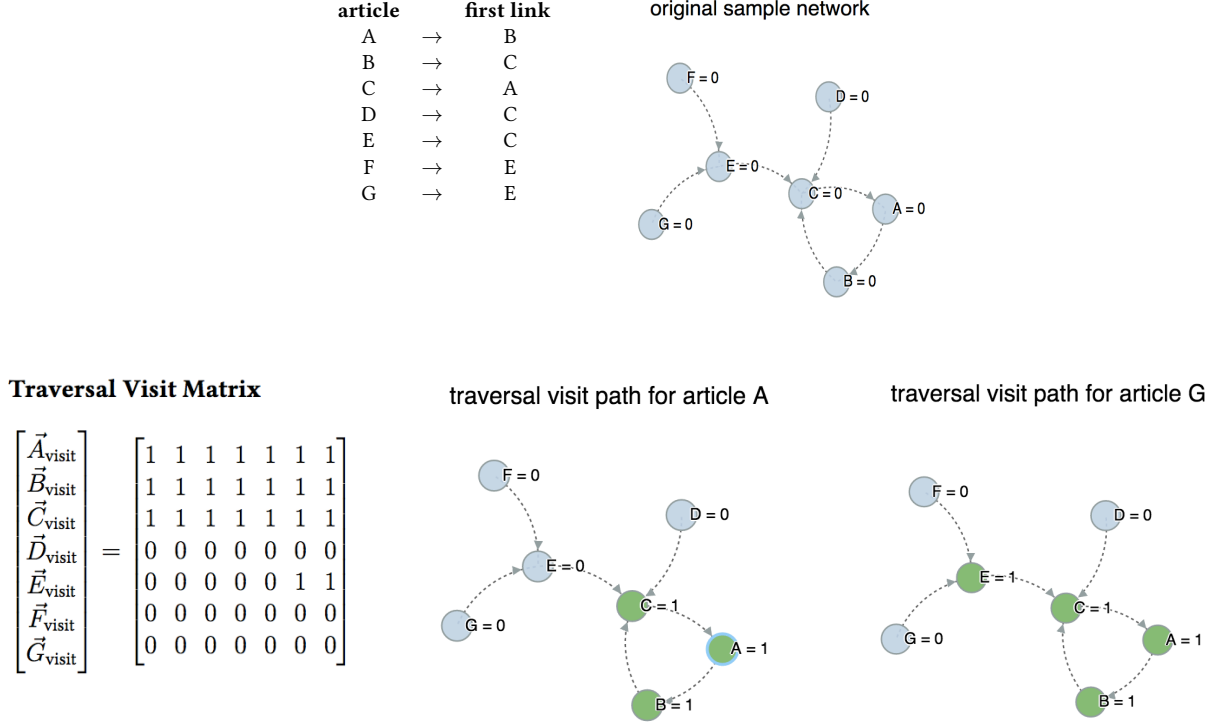 article first link
A → B
B → C
C → A
D → C
E → C
F → E
G → E
original sample network
F = 0
D = 0
E = 0
C = 0
A = 0
G = 0
B = 0
Traversal Visit Matrix
A⃗visit 1 1 1 1 1 1 1
B⃗visit 1 1 1 1 1 1 1
C⃗visit 1 1 1 1 1 1 1
D⃗visit = 0 0 0 0 0 0 0
E⃗visit 0 0 0 0 0 1 1
F⃗visit 0 0 0 0 0 0 0
G⃗visit 0 0 0 0 0 0 0
traversal visit path for article A
F = 0
D = 0
E = 0
C = 1
G = 0
A = 1
B = 1
traversal visit path for article G
F = 0
D = 0
E = 1
C = 1
G = 0
A = 1
B = 1